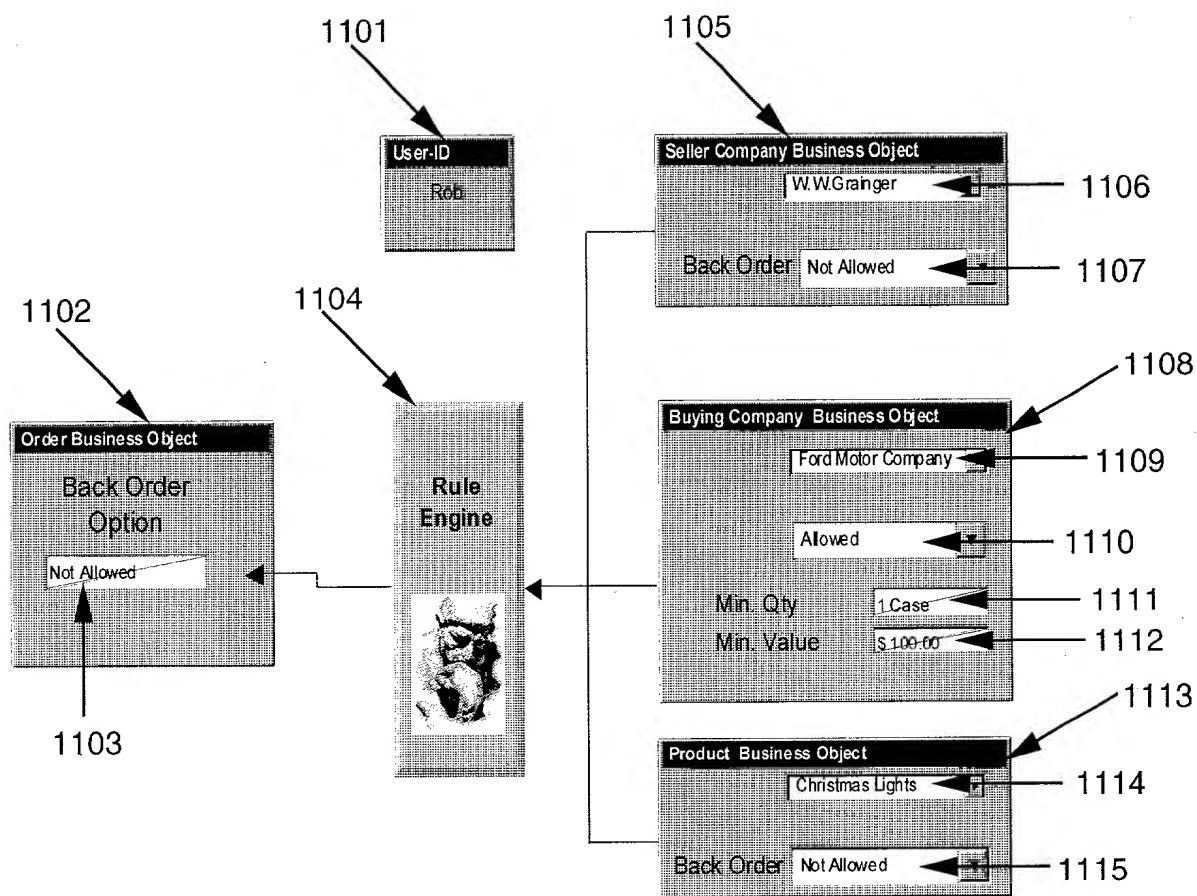 1101
1105
User-ID
Rob
Seller Company Business Object
W.W.Grainger
1106
Back Order Not Allowed
1107
1102
1104
1108
Order Business Object
Back Order
Option
Not Allowed
1103
Rule
Engine
Buying Company Business Object
Ford Motor Company
1109
Allowed
1110
Min. Qty 1 Case
1111
Min. Value $ 100.00
1112
1113
Product Business Object
Christmas Lights
1114
Back Order Not Allowed
1115